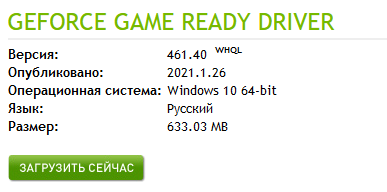 GEFORCE GAME READY DRIVER
Версия: 461.40 WHQL
Опубликовано: 2021.1.26
Операционная система: Windows 10 64-bit
Язык: Русский
Размер: 633.03 MB
ЗАГРУЗИТЬ СЕЙЧАС